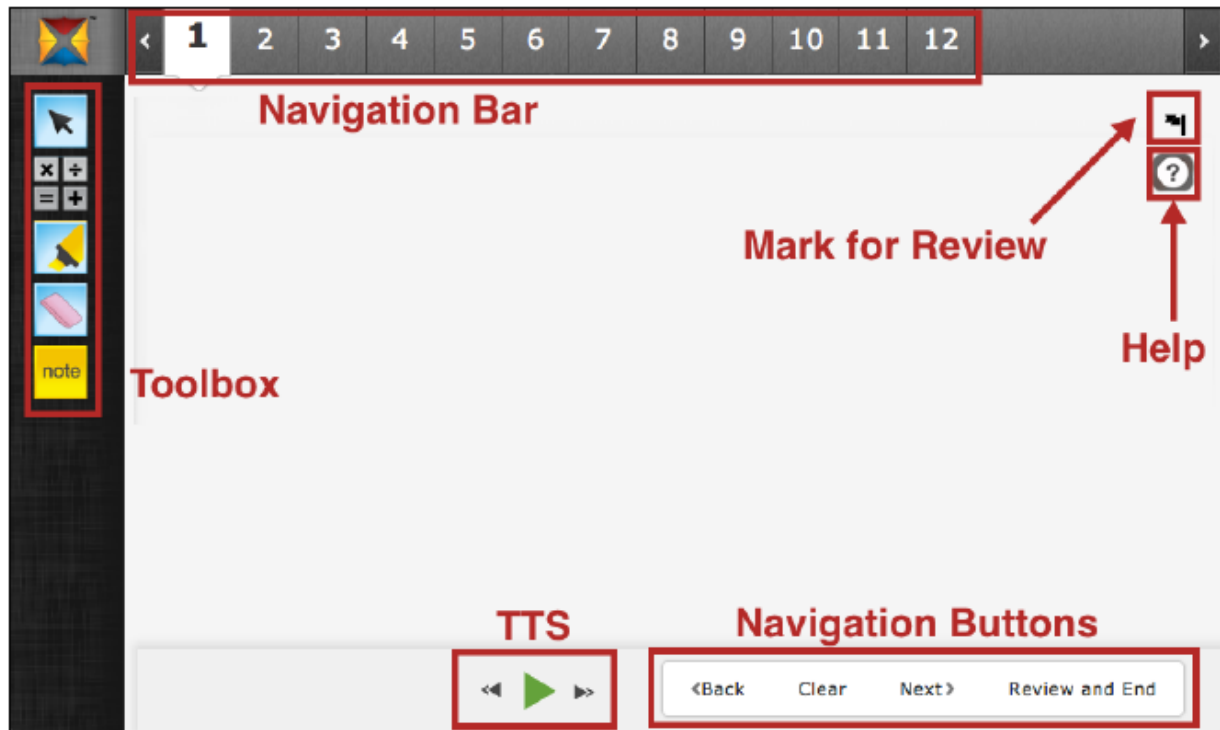 ‹ 1 2 3 4 5 6 7 8 9 10 11 12 ›
Navigation Bar
× ÷
= +
?
Mark for Review
Help
note
Toolbox
TTS
Navigation Buttons
‹Back Clear Next› Review and End